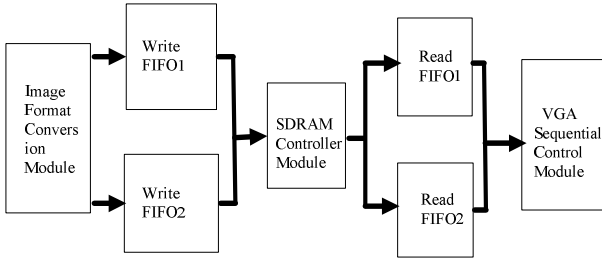 Image
Format
Convers
ion
Module
Write
FIFO1
Write
FIFO2
SDRAM
Controller
Module
Read
FIFO1
Read
FIFO2
VGA
Sequential
Control
Module